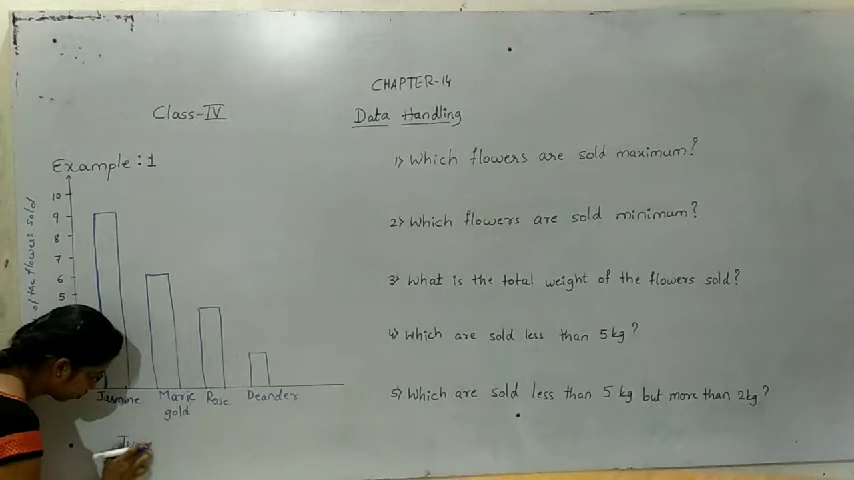 CHAPTER-14
Class-IV
Data Handling
Example:1
of the flowers sold
10
9
8
7
6
5
Jasmine
Marie
gold
Rose
Deander
1) Which flowers are sold maximum?
2) Which flowers are sold minimum?
3) What is the total weight of the flowers sold?
4) Which are sold less than 5kg?
5) Which are sold less than 5 kg but more than 2kg?